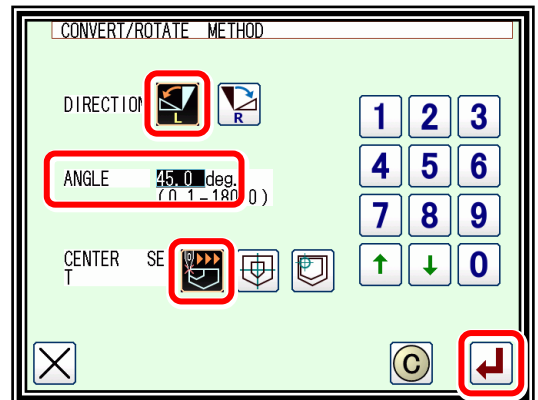 CONVERT/ROTATE METHOD
DIRECTION
L
R
1 2 3
ANGLE 45.0 deg.
(0.1-180.0)
4 5 6
7 8 9
CENTER SE
T
0
C